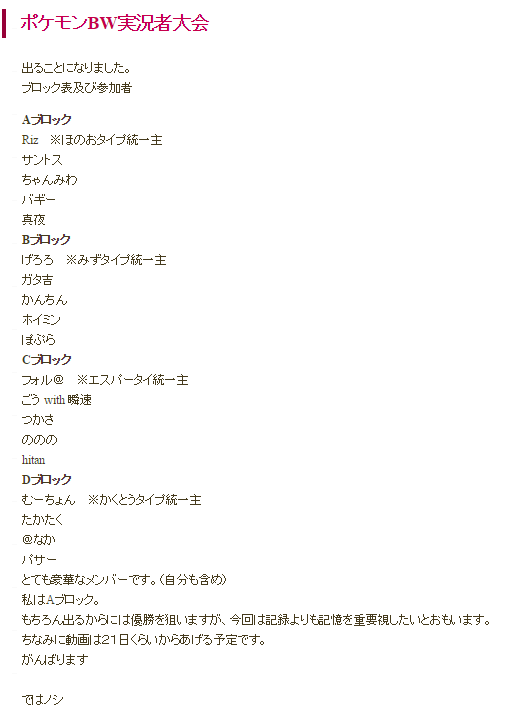 ポケモンBW実況者大会
出ることになりました。
ブロック表及び参加者
Aブロック
Riz　※ほのおタイプ統一主
サントス
ちゃんみわ
バギー
真夜
Bブロック
げろろ　※みずタイプ統一主
ガタ吉
かんちん
ホイミン
ぽぷら
Cブロック
フォル＠　※エスパータイ統一主
ごう with 瞬速
つかさ
ののの
hitan
Dブロック
むーちょん　※かくとうタイプ統一主
たかたく
＠なか
バサー
とても豪華なメンバーです。（自分も含め）
私はAブロック。
もちろん出るからには優勝を狙いますが、今回は記録よりも記憶を重要視したいとおもいます。
ちなみに動画は２１日くらいからあげる予定です。
がんばります
ではノシ